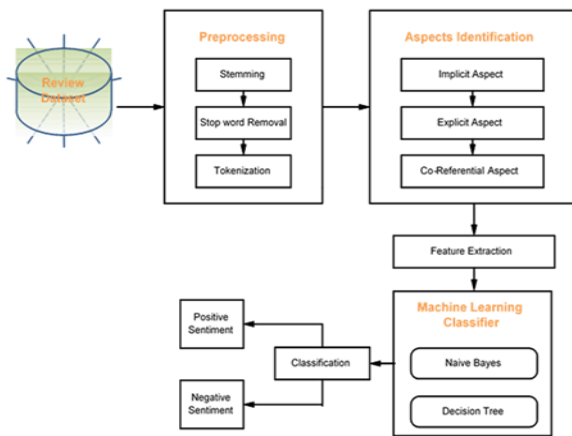 Review
Dataset
Preprocessing
Stemming
Stop word Removal
Tokenization
Aspects Identification
Implicit Aspect
Explicit Aspect
Co-Referential Aspect
Feature Extraction
Machine Learning
Classifier
Naive Bayes
Decision Tree
Classification
Positive
Sentiment
Negative
Sentiment